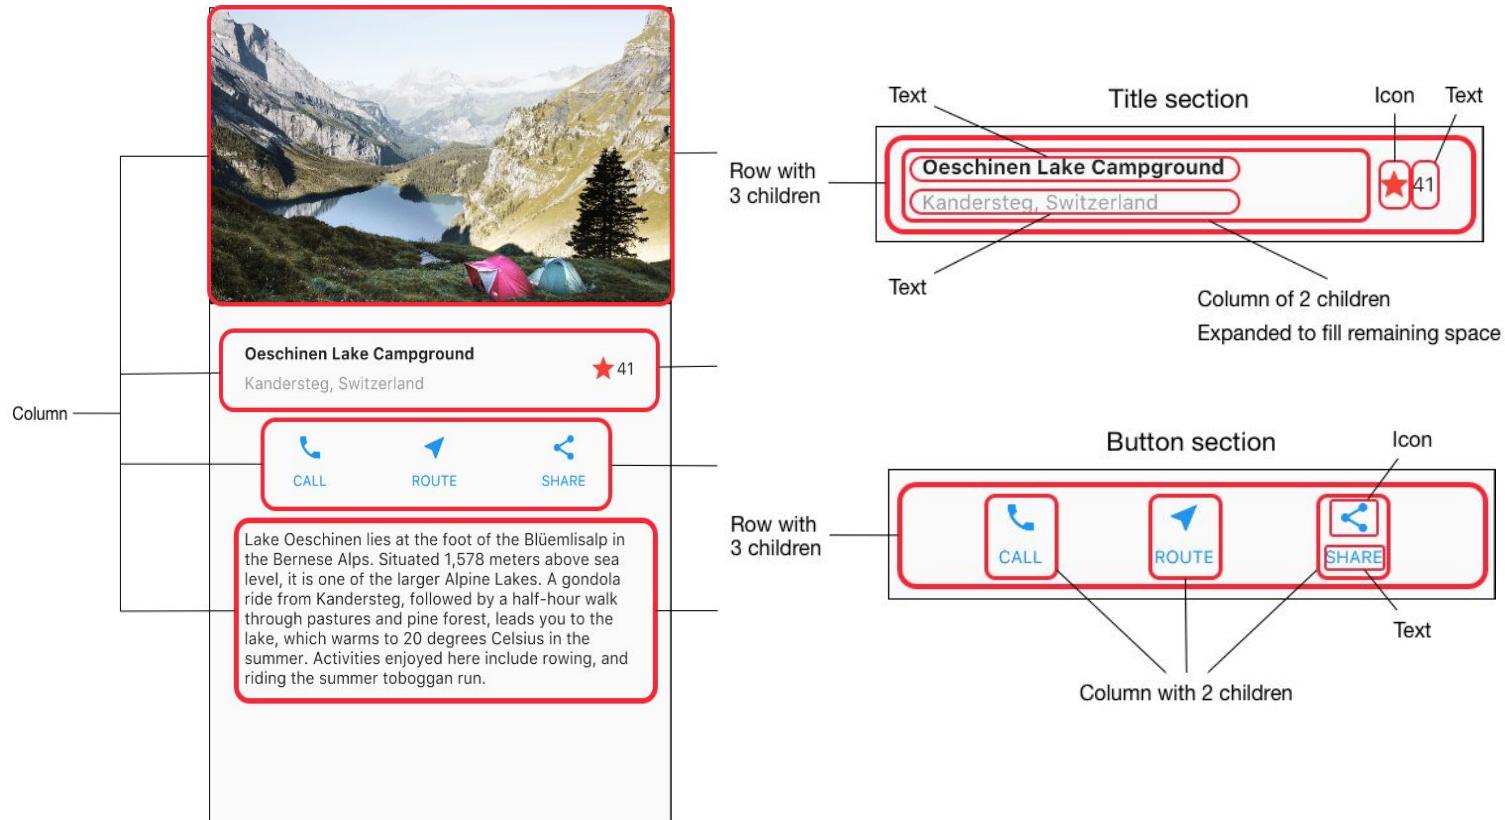 Column
Oeschinen Lake Campground
Kandersteg, Switzerland
41
CALL
ROUTE
SHARE
Lake Oeschinen lies at the foot of the Blüemlisalp in
the Bernese Alps. Situated 1,578 meters above sea
level, it is one of the larger Alpine Lakes. A gondola
ride from Kandersteg, followed by a half-hour walk
through pastures and pine forest, leads you to the
lake, which warms to 20 degrees Celsius in the
summer. Activities enjoyed here include rowing, and
riding the summer toboggan run.
Text
Title section
Icon
Text
Row with
3 children
Oeschinen Lake Campground
Kandersteg, Switzerland
41
Text
Column of 2 children
Expanded to fill remaining space
Button section
Icon
Row with
3 children
CALL
ROUTE
SHARE
Text
Column with 2 children